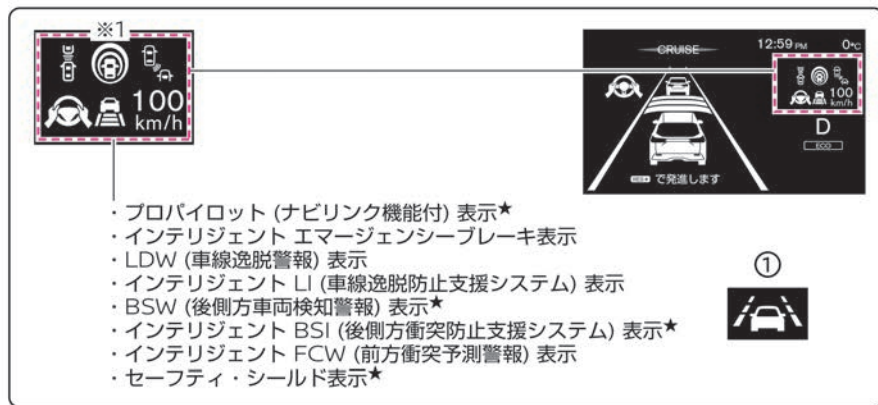 ※1
100
km/h
CRUISE
12:59 PM
0℃
100
km/h
D
ECO
RES+ で発進します
・プロパイロット (ナビリンク機能付) 表示★
・インテリジェント エマージェンシーブレーキ表示
・LDW (車線逸脱警報) 表示
・インテリジェント LI (車線逸脱防止支援システム) 表示
・BSW (後側方車両検知警報) 表示★
・インテリジェント BSI (後側方衝突防止支援システム) 表示★
・インテリジェント FCW (前方衝突予測警報) 表示
・セーフティ・シールド表示★
①